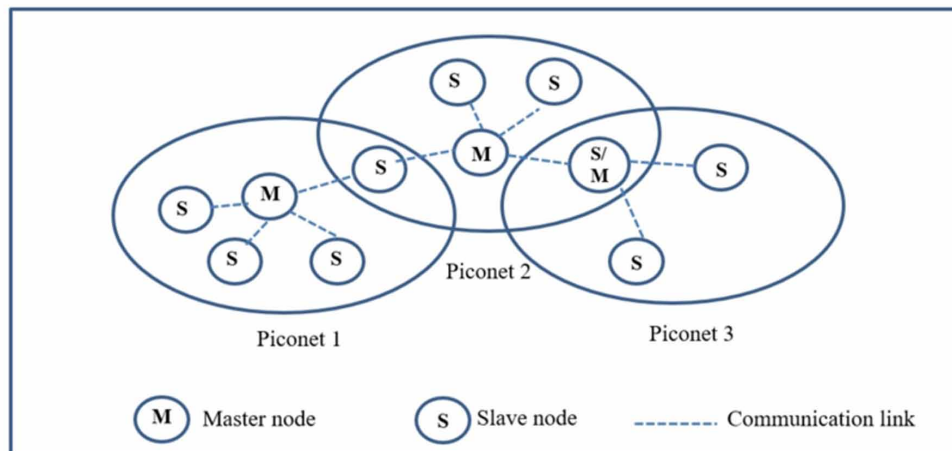 S
S
S
M
S/
M
S
S
M
S
S
S
Piconet 2
Piconet 1
Piconet 3
M Master node
S Slave node
Communication link